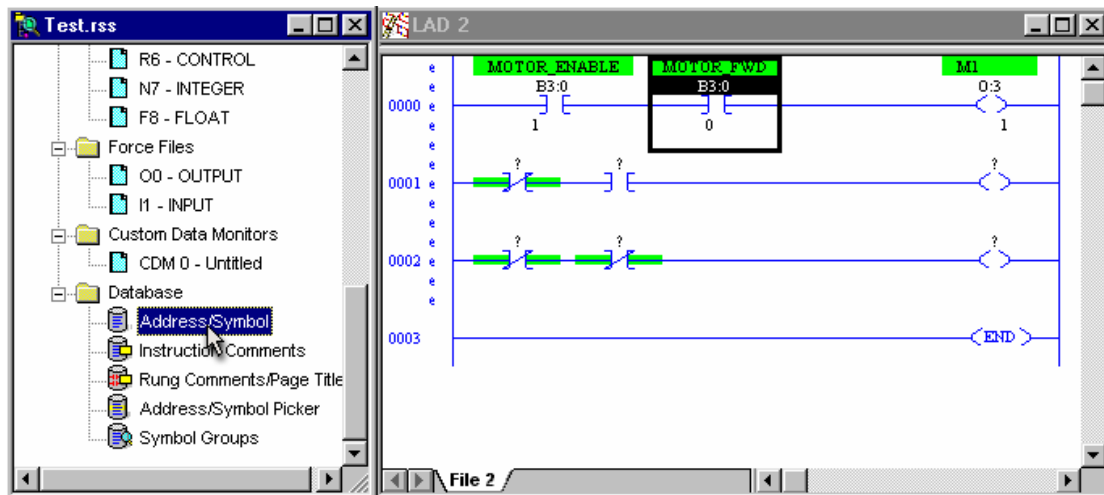 Test.rss
R6 - CONTROL
N7 - INTEGER
F8 - FLOAT
Force Files
O0 - OUTPUT
I1 - INPUT
Custom Data Monitors
CDM 0 - Untitled
Database
Address/Symbol
Instruction Comments
Rung Comments/Page Title
Address/Symbol Picker
Symbol Groups
LAD 2
e MOTOR_ENABLE MOTOR_FWD M1
e B3:0 B3:0 O:3
0000 e
e 1 0 1
e
e
e ? ? ?
0001 e
e
e
e ? ? ?
0002 e
e
e
0003 END
File 2